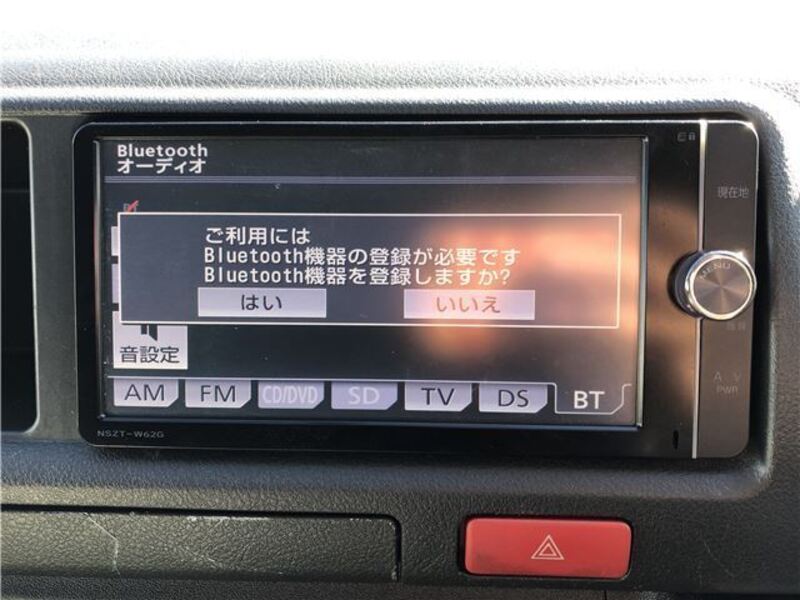 Bluetooth
オーディオ
現在地
ご利用には
Bluetooth機器の登録が必要です
Bluetooth機器を登録しますか?
はい
いいえ
MENU
音設定
AM
FM
CD/DVD
SD
TV
DS
BT
A.V
PWR
NSZT-W62G